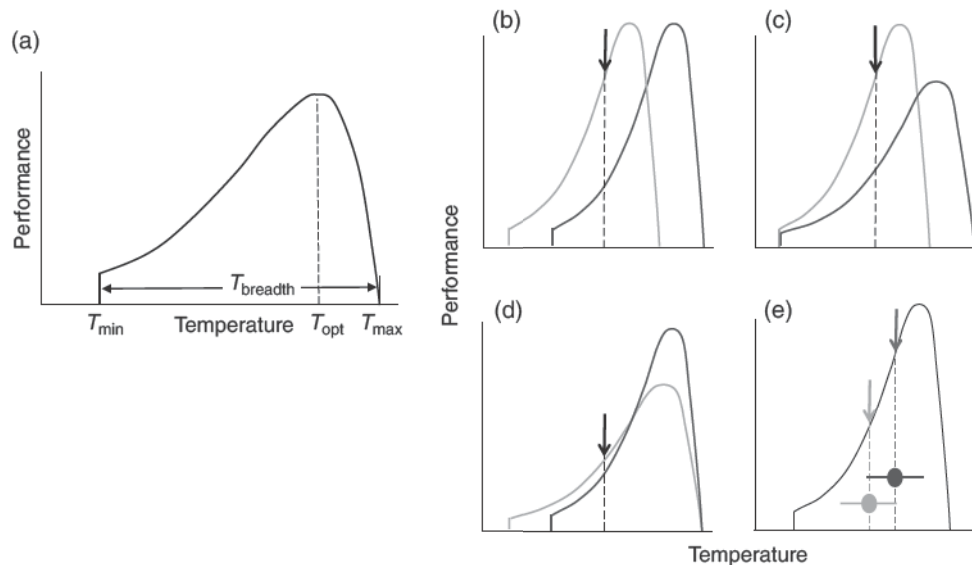 (a)
Performance
T_breadth
T_min
Temperature
T_opt
T_max
(b)
(c)
Performance
(d)
(e)
Temperature